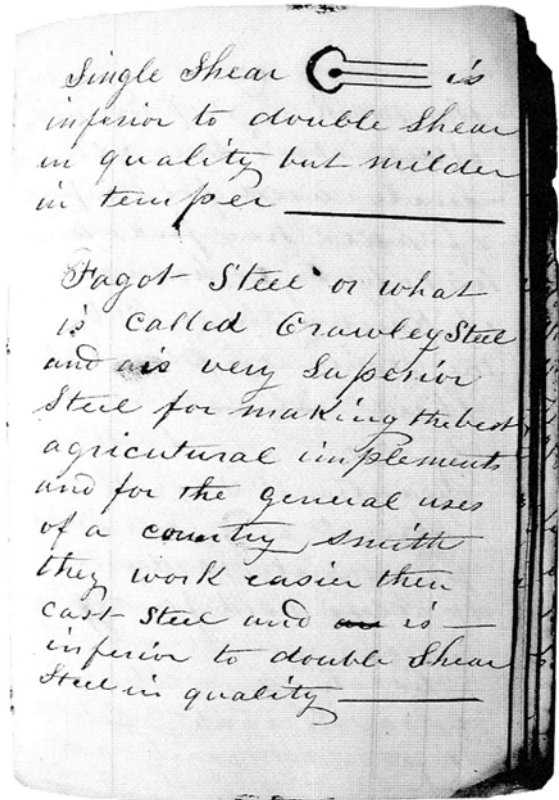 Single Shear is
inferior to double Shear
in quality but milder
in temper
Fagot Steel or what
is called Crawley Steel
and is very Superior
Steel for making the best
agricutural implements
and for the general uses
of a country smith
they work easier then
cast Steel and is
inferior to double Shear
Steel in quality